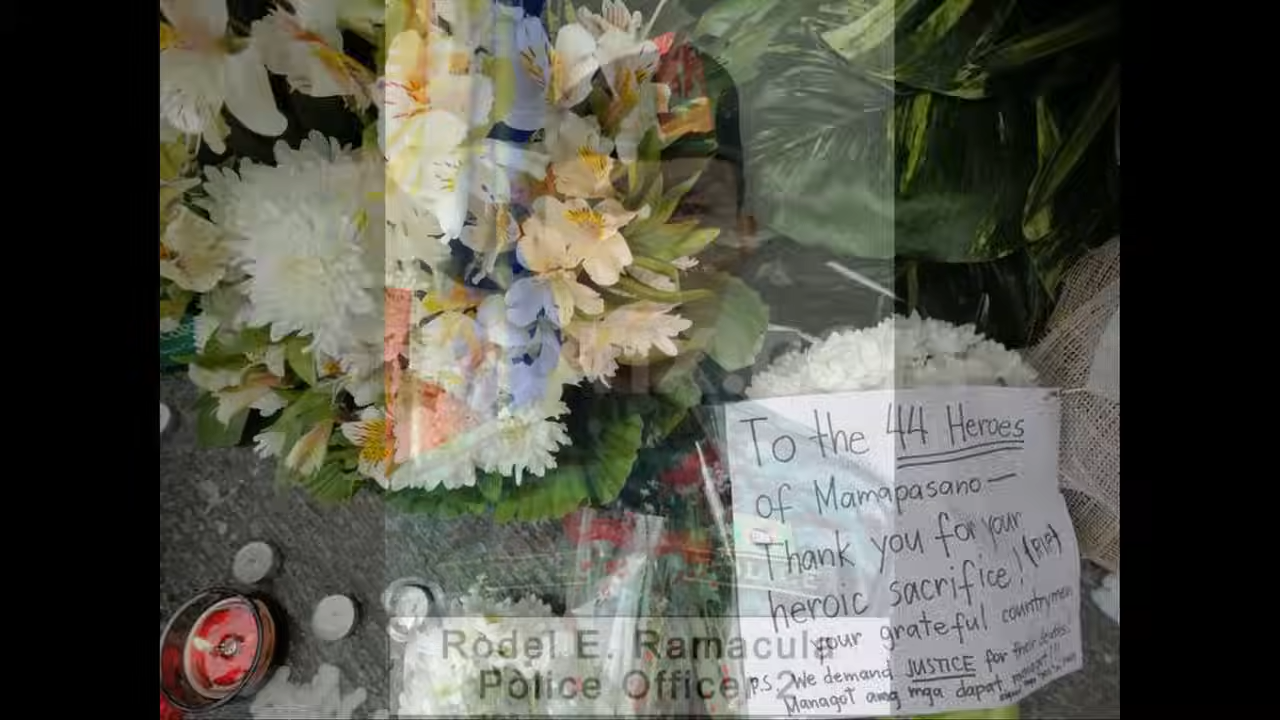 To the 44 Heroes
of Mamapasano—
Thank you for your
heroic sacrifice! (RIP)
your grateful countrymen
P.S. We demand JUSTICE for their deaths!
Managot ang mga dapat managot!!!
Rodel E. Ramacula
Police Officer 2